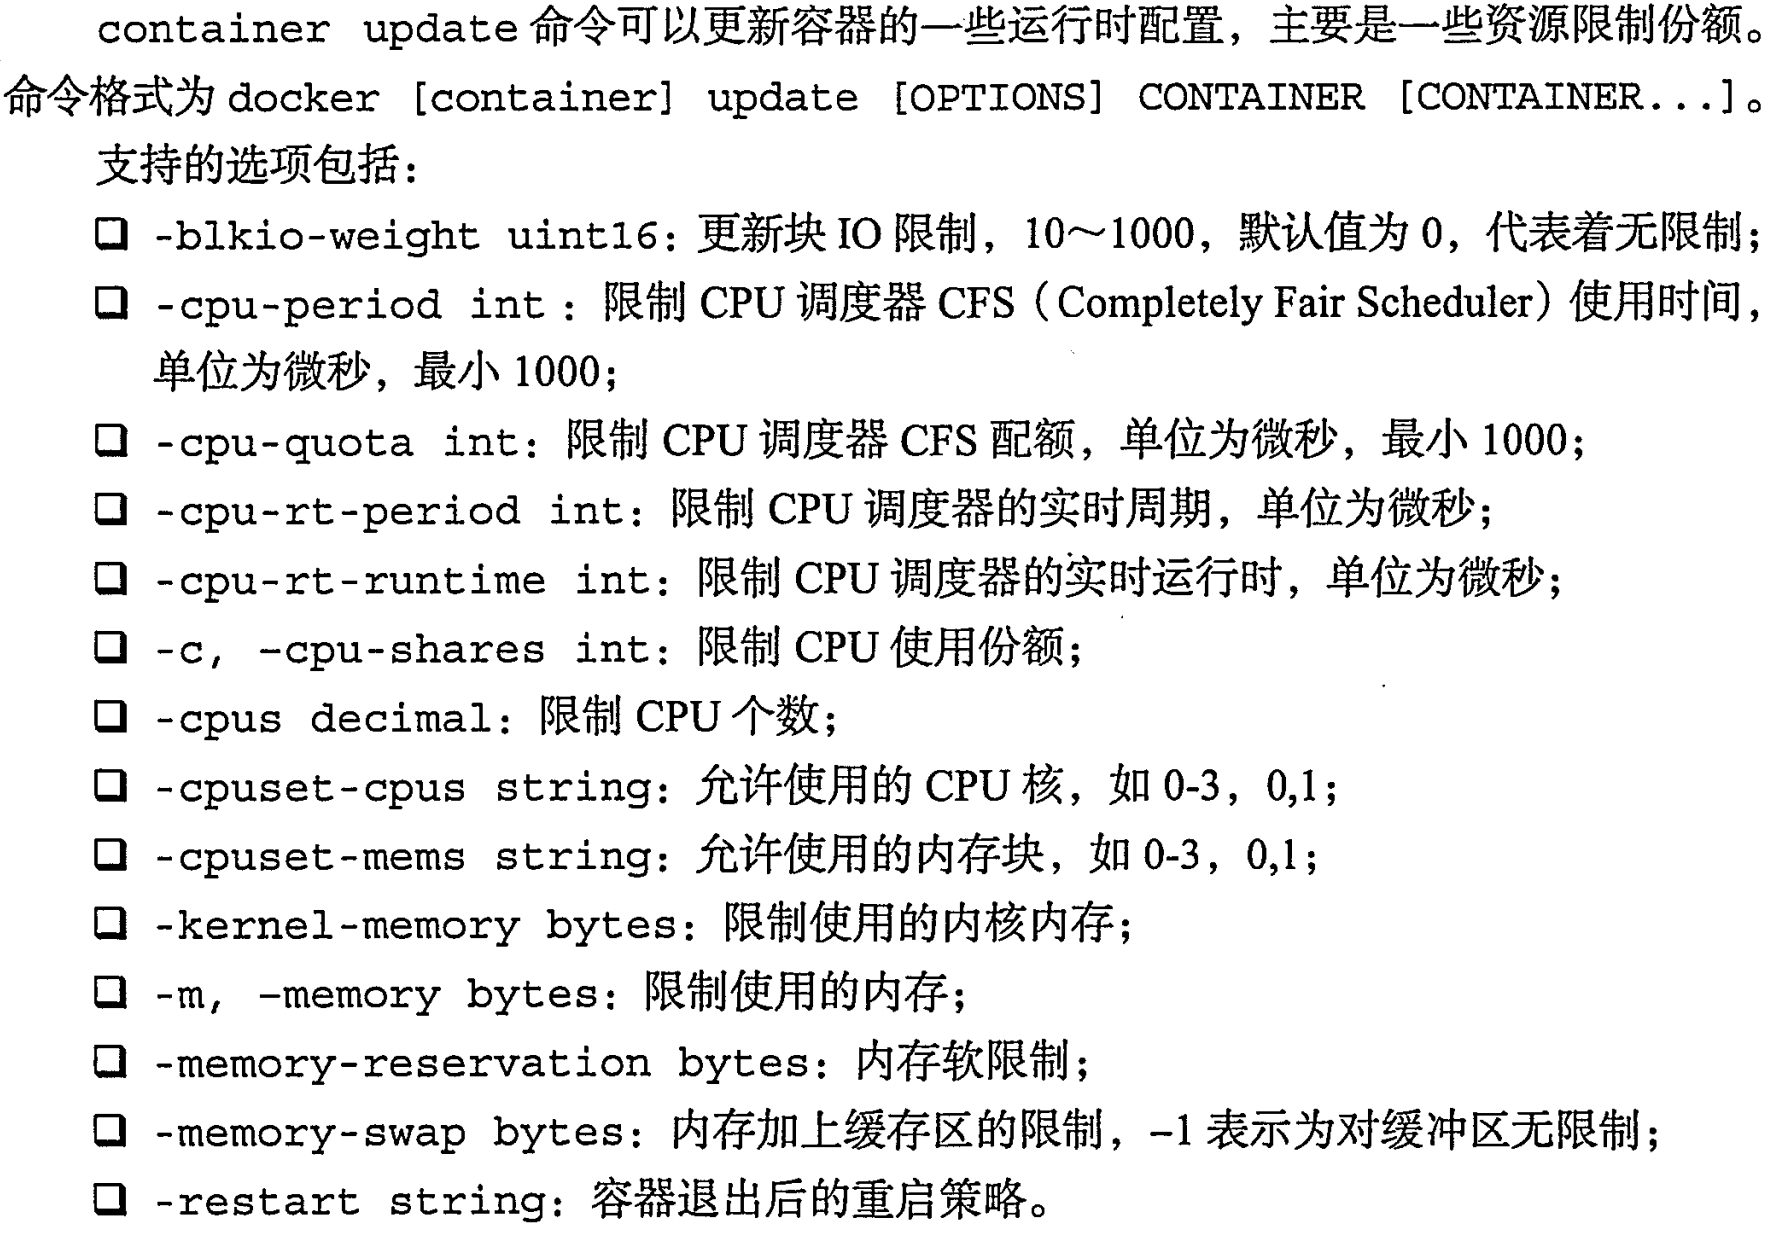 container update命令可以更新容器的一些运行时配置，主要是一些资源限制份额。
命令格式为docker [container] update [OPTIONS] CONTAINER [CONTAINER...]。
支持的选项包括：
❑ -blkio-weight uint16：更新块 IO 限制，10～1000，默认值为 0，代表着无限制；
❑ -cpu-period int：限制 CPU 调度器 CFS（Completely Fair Scheduler）使用时间，
单位为微秒，最小 1000；
❑ -cpu-quota int：限制 CPU 调度器 CFS 配额，单位为微秒，最小 1000；
❑ -cpu-rt-period int：限制 CPU 调度器的实时周期，单位为微秒；
❑ -cpu-rt-runtime int：限制 CPU 调度器的实时运行时，单位为微秒；
❑ -c, –cpu-shares int：限制 CPU 使用份额；
❑ -cpus decimal：限制 CPU 个数；
❑ -cpuset-cpus string：允许使用的 CPU 核，如 0-3，0,1；
❑ -cpuset-mems string：允许使用的内存块，如 0-3，0,1；
❑ -kernel-memory bytes：限制使用的内核内存；
❑ -m, –memory bytes：限制使用的内存；
❑ -memory-reservation bytes：内存软限制；
❑ -memory-swap bytes：内存加上缓存区的限制，–1 表示为对缓冲区无限制；
❑ -restart string：容器退出后的重启策略。